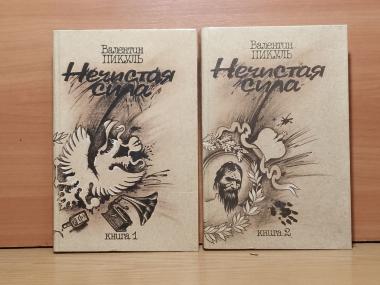 Валентин
ПИКУЛЬ
Нечистая
сила
книга 1
Валентин
ПИКУЛЬ
Нечистая
сила
книга 2